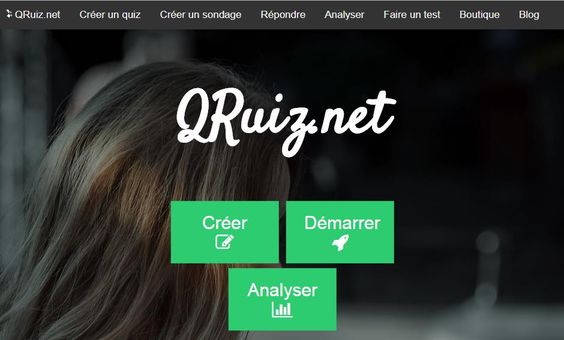 QRuiz.net Créer un quiz Créer un sondage Répondre Analyser Faire un test Boutique Blog
QRuiz.net
Créer Démarrer
Analyser